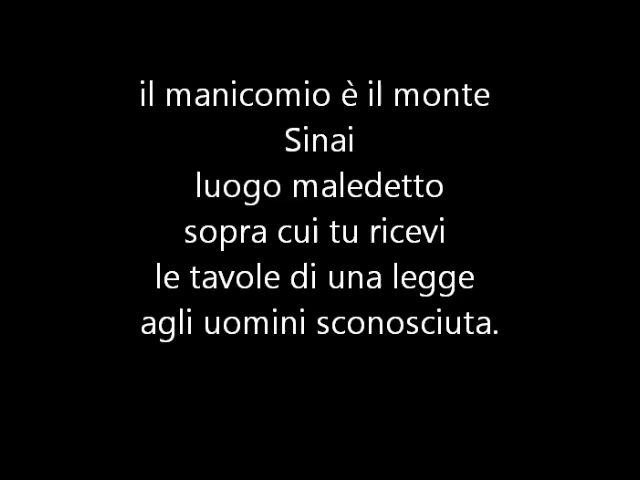 il manicomio è il monte
Sinai
luogo maledetto
sopra cui tu ricevi
le tavole di una legge
agli uomini sconosciuta.